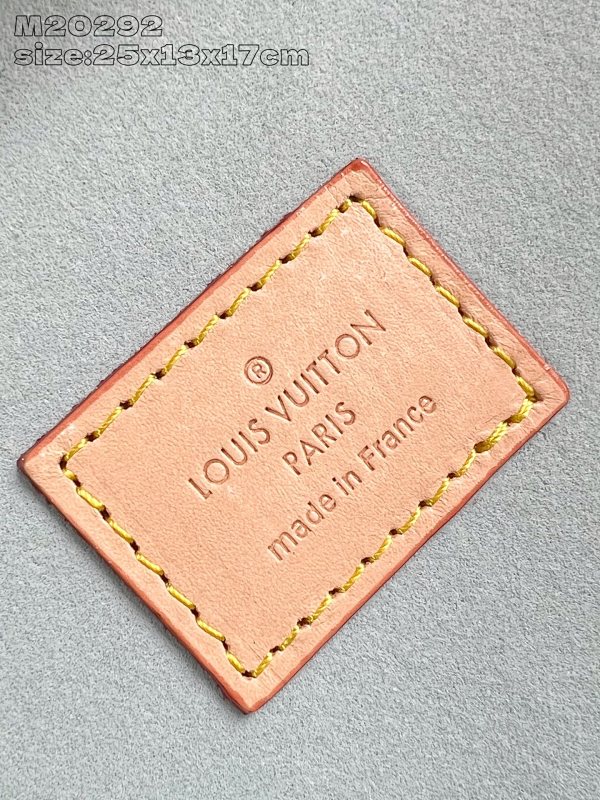 M20292
size:25x13x17cm
®
LOUIS VUITTON
PARIS
made in France